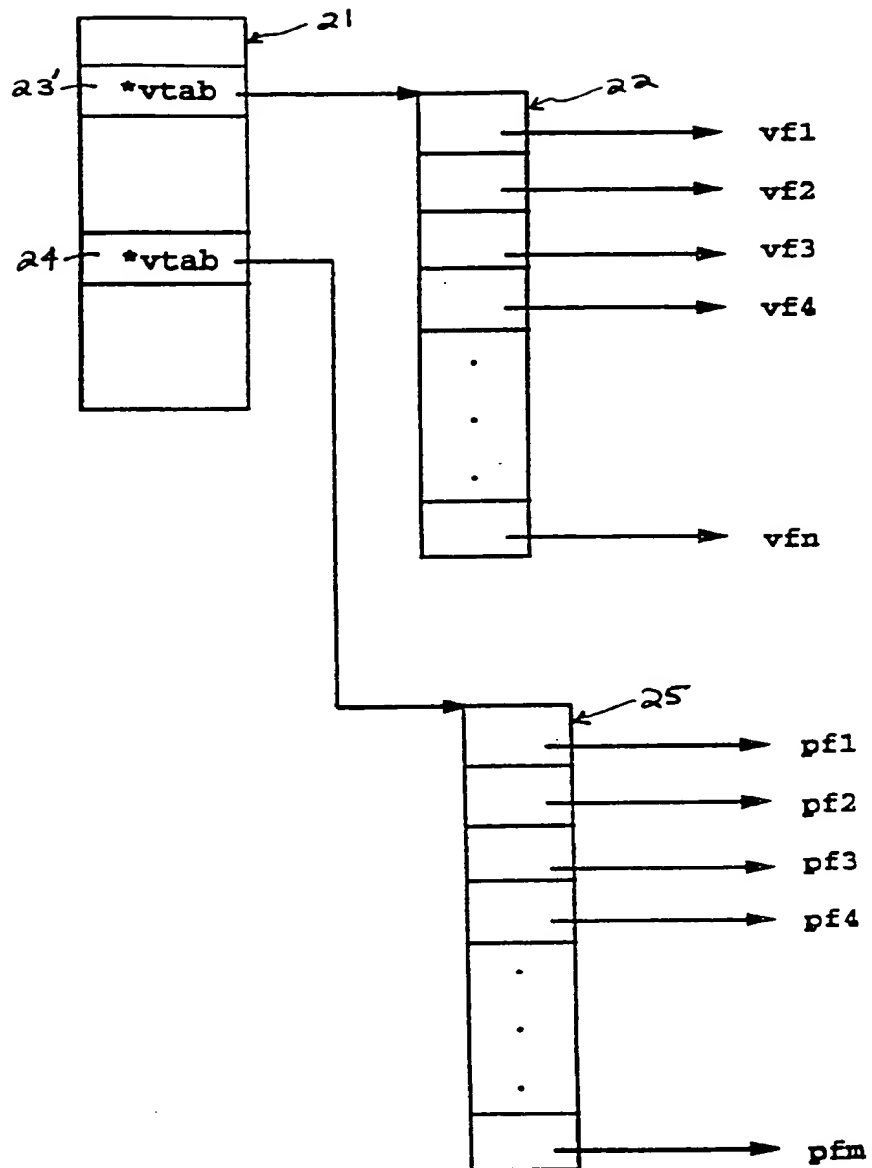 21
23' *vtab
22
vf1
vf2
24 *vtab
vf3
vf4
.
.
.
vfn
25
pf1
pf2
pf3
pf4
.
.
.
pfm